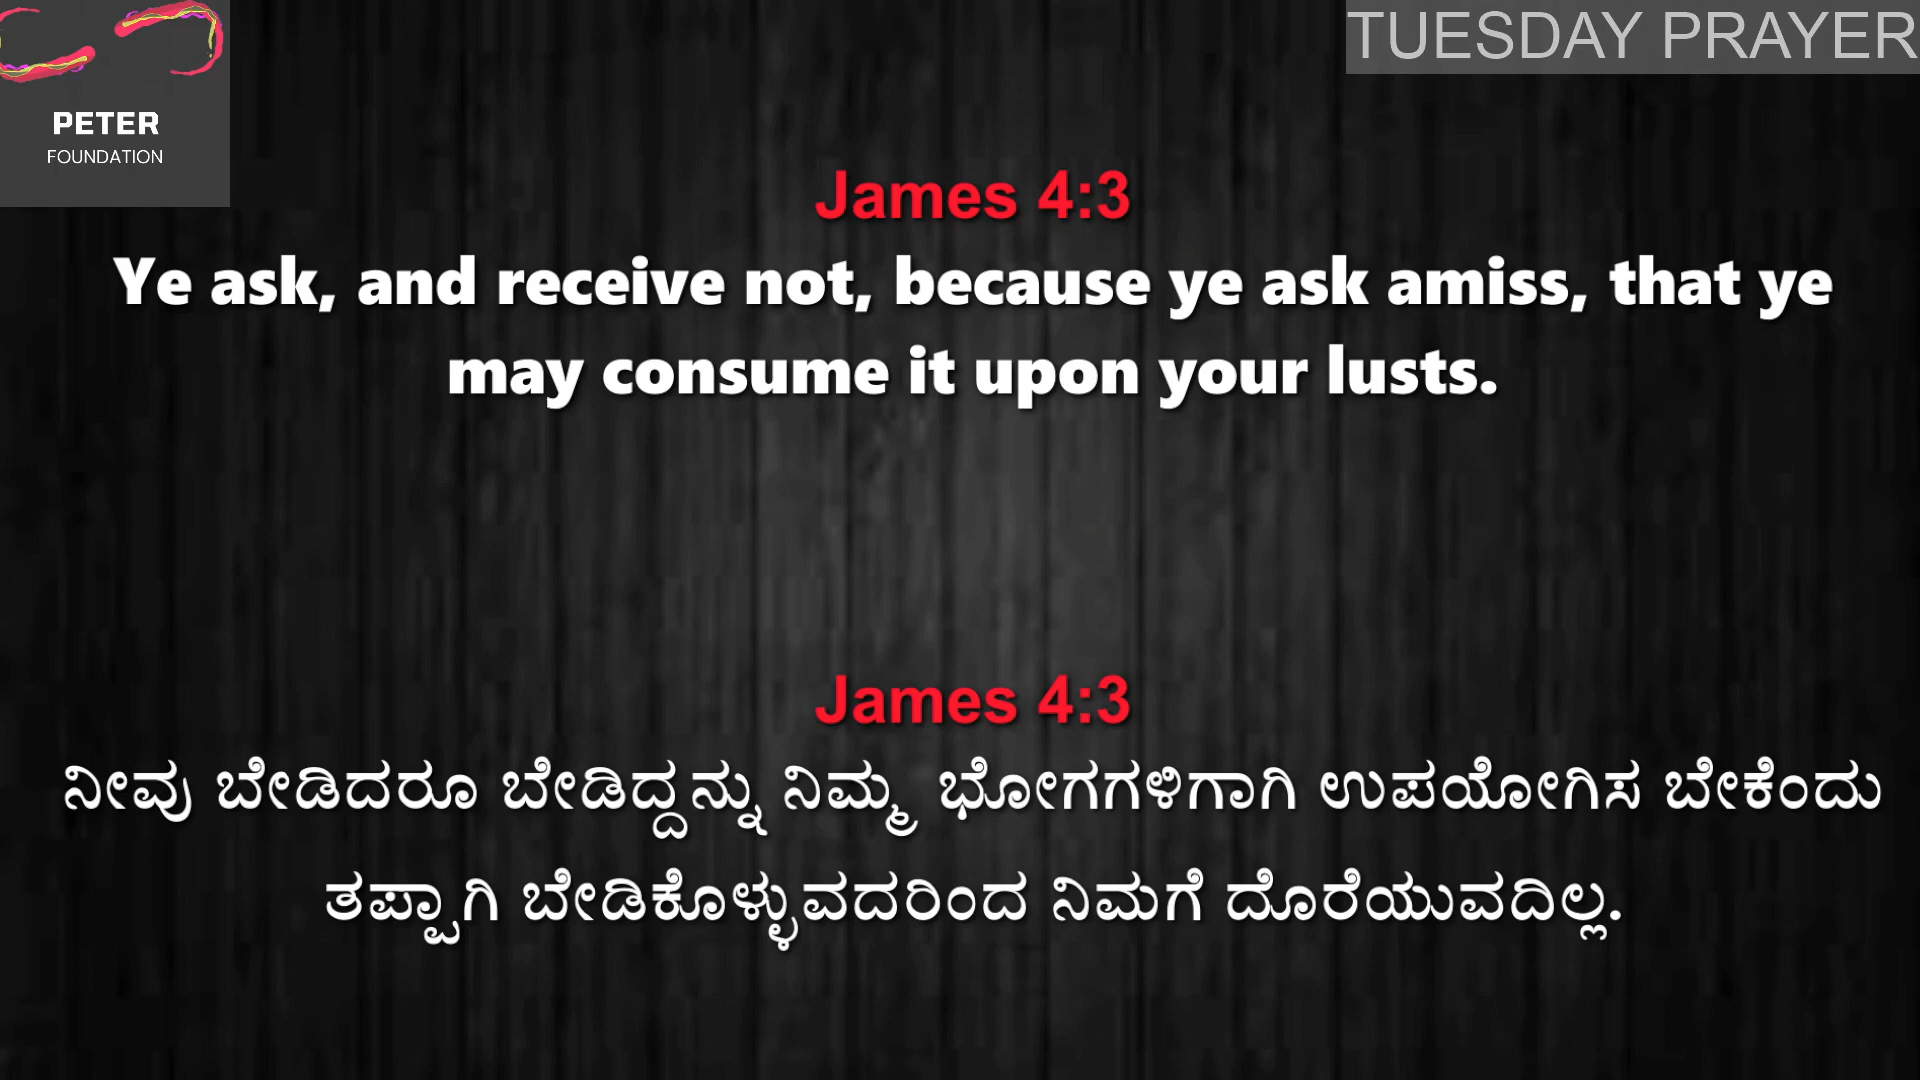 TUESDAY PRAYER
PETER
FOUNDATION
James 4:3
Ye ask, and receive not, because ye ask amiss, that ye
may consume it upon your lusts.
James 4:3
ನೀವು ಬೇಡಿದರೂ ಬೇಡಿದ್ದನ್ನು ನಿಮ್ಮ ಭೋಗಗಳಿಗಾಗಿ ಉಪಯೋಗಿಸ ಬೇಕೆಂದು
ತಪ್ಪಾಗಿ ಬೇಡಿಕೊಳ್ಳುವದರಿಂದ ನಿಮಗೆ ದೊರೆಯುವದಿಲ್ಲ.